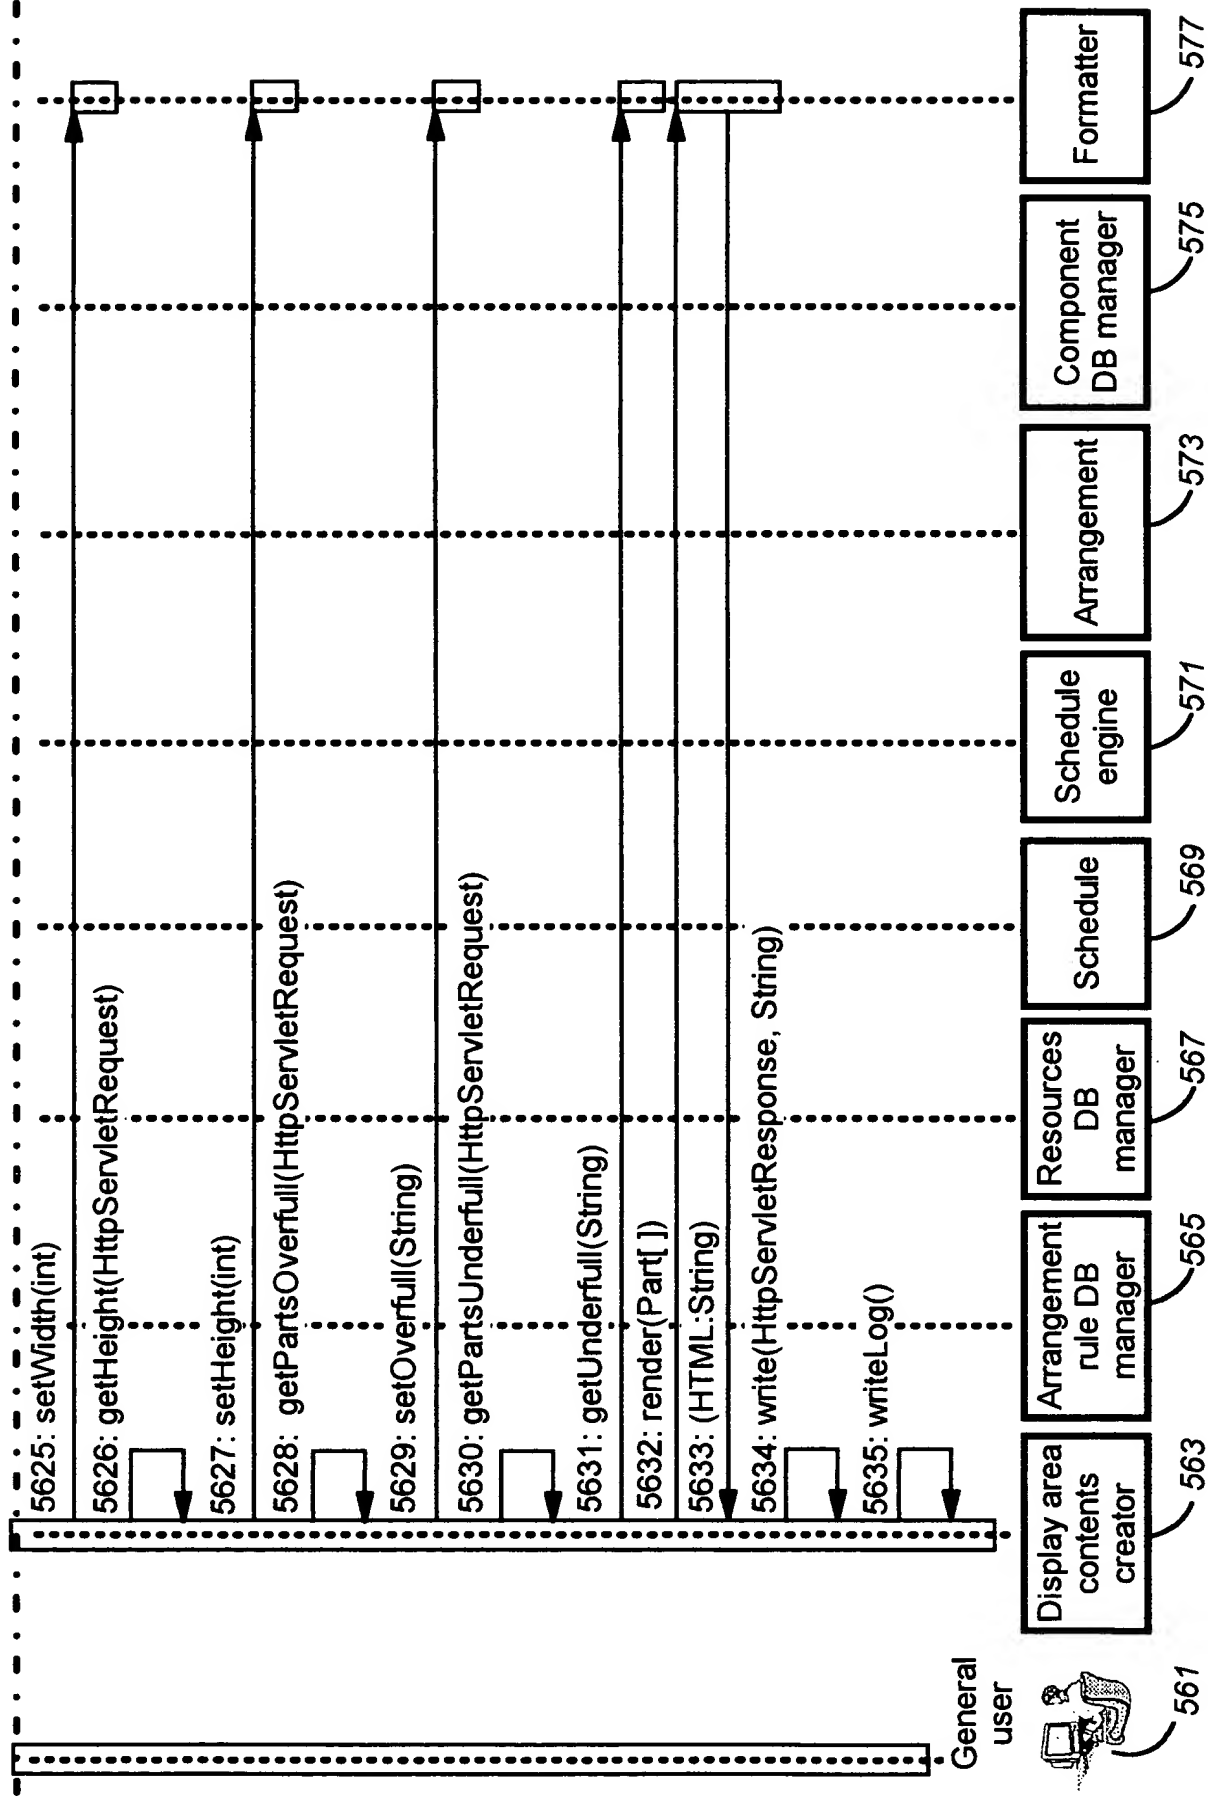 5625: setWidth(int)
5626: getHeight(HttpServletRequest)
5627: setHeight(int)
5628: getPartsOverfull(HttpServletRequest)
5629: setOverfull(String)
5630: getPartsUnderfull(HttpServletRequest)
5631: getUnderfull(String)
5632: render(Part[ ])
5633: (HTML:String)
5634: write(HttpServletResponse, String)
5635: writeLog()
General
user
561
Display area
contents
creator
563
Arrangement
rule DB
manager
565
Resources
DB
manager
567
Schedule
569
Schedule
engine
571
Arrangement
573
Component
DB manager
575
Formatter
577